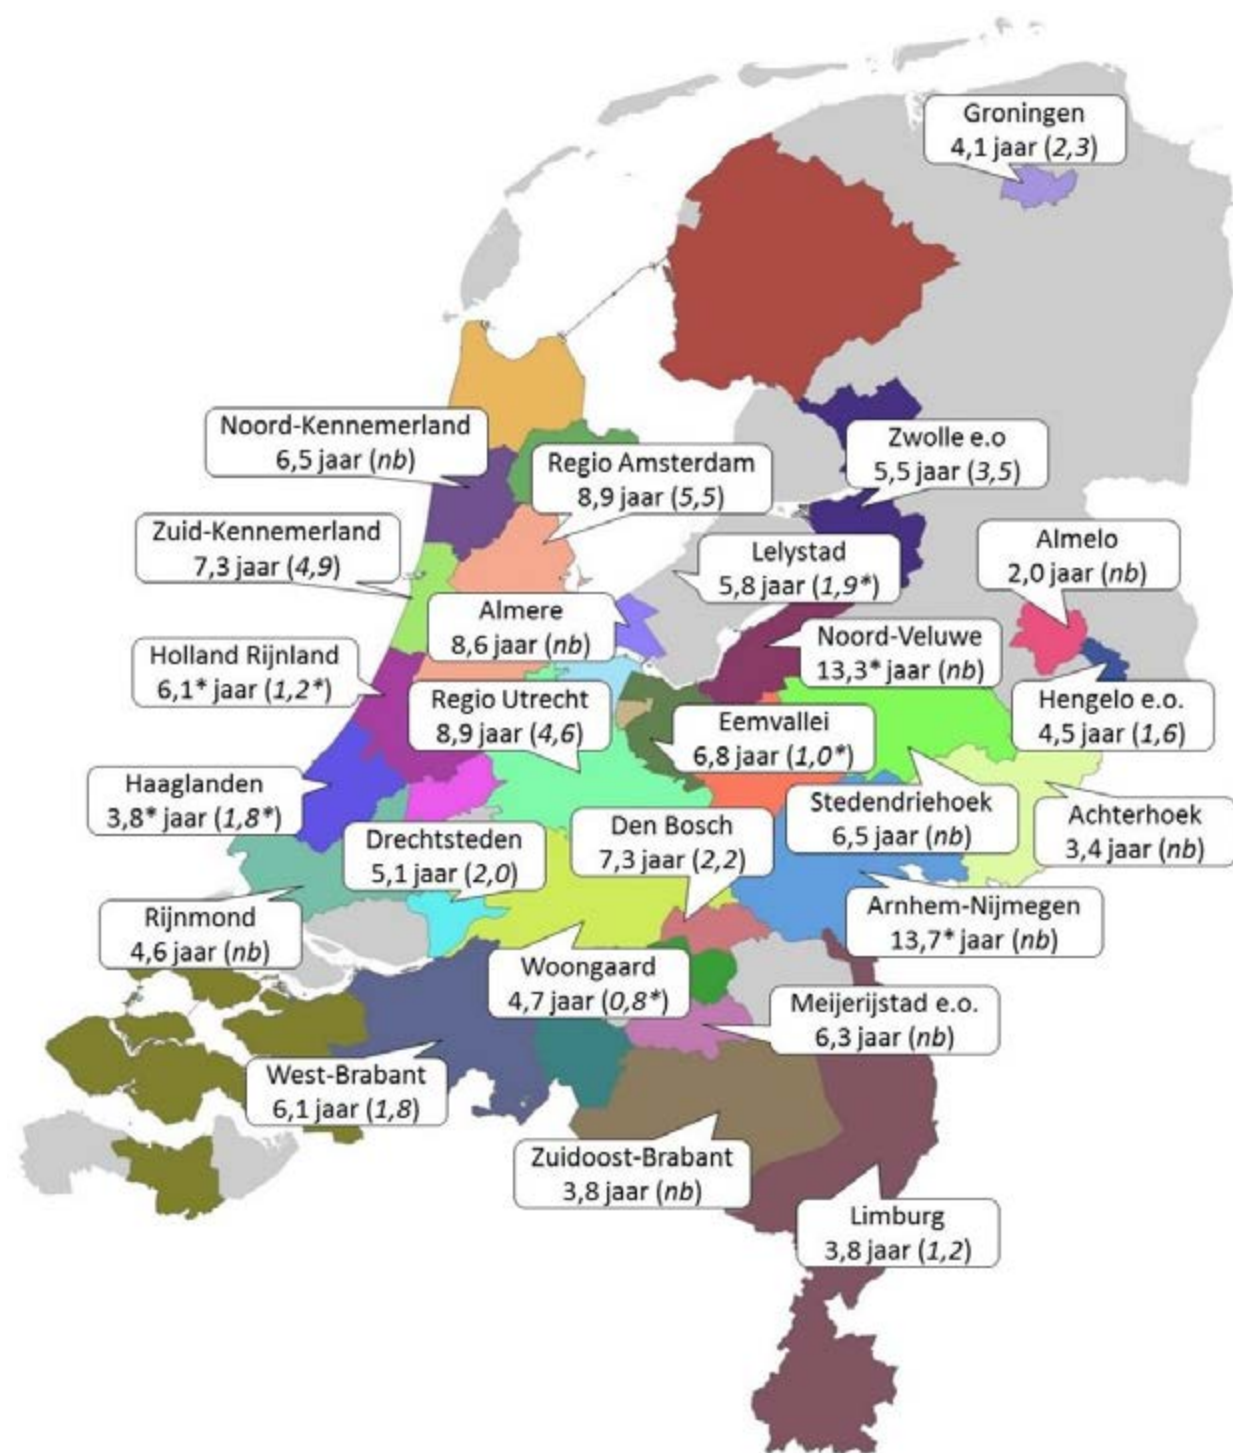 Groningen
4,1 jaar (2,3)
Noord-Kennemerland
6,5 jaar (nb)
Regio Amsterdam
8,9 jaar (5,5)
Zwolle e.o
5,5 jaar (3,5)
Zuid-Kennemerland
7,3 jaar (4,9)
Lelystad
5,8 jaar (1,9*)
Almelo
2,0 jaar (nb)
Almere
8,6 jaar (nb)
Noord-Veluwe
13,3* jaar (nb)
Holland Rijnland
6,1* jaar (1,2*)
Regio Utrecht
8,9 jaar (4,6)
Eemvallei
6,8 jaar (1,0*)
Hengelo e.o.
4,5 jaar (1,6)
Haaglanden
3,8* jaar (1,8*)
Stedendriehoek
6,5 jaar (nb)
Achterhoek
3,4 jaar (nb)
Drechtsteden
5,1 jaar (2,0)
Den Bosch
7,3 jaar (2,2)
Rijnmond
4,6 jaar (nb)
Arnhem-Nijmegen
13,7* jaar (nb)
Woongaard
4,7 jaar (0,8*)
Meijerijstad e.o.
6,3 jaar (nb)
West-Brabant
6,1 jaar (1,8)
Zuidoost-Brabant
3,8 jaar (nb)
Limburg
3,8 jaar (1,2)